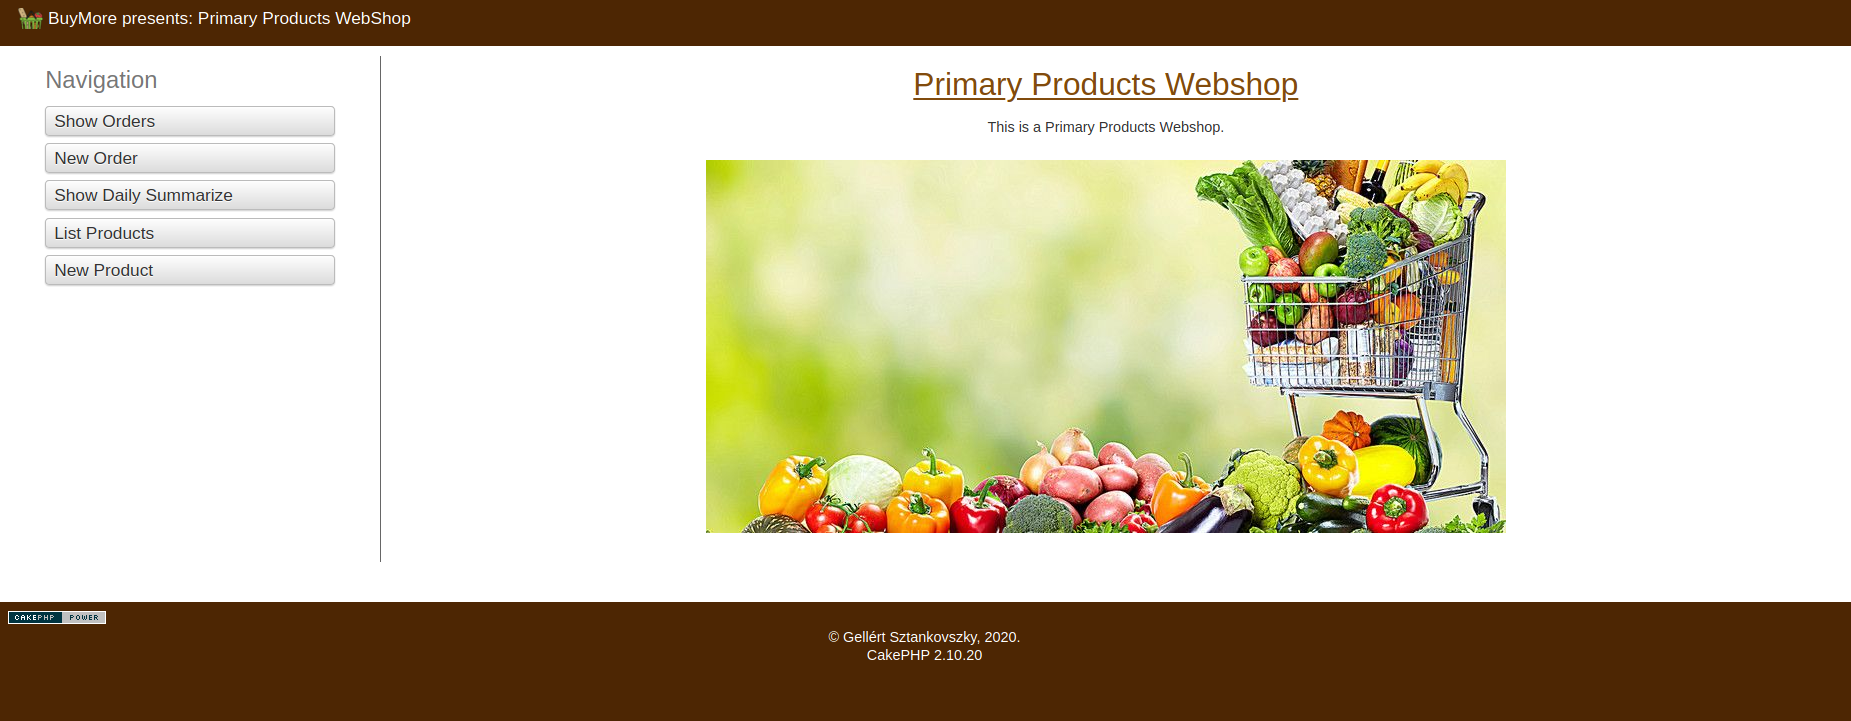 BuyMore presents: Primary Products WebShop
Navigation
Show Orders
New Order
Show Daily Summarize
List Products
New Product
Primary Products Webshop
This is a Primary Products Webshop.
CAKEPHP POWER
© Gellért Sztankovszky, 2020.
CakePHP 2.10.20